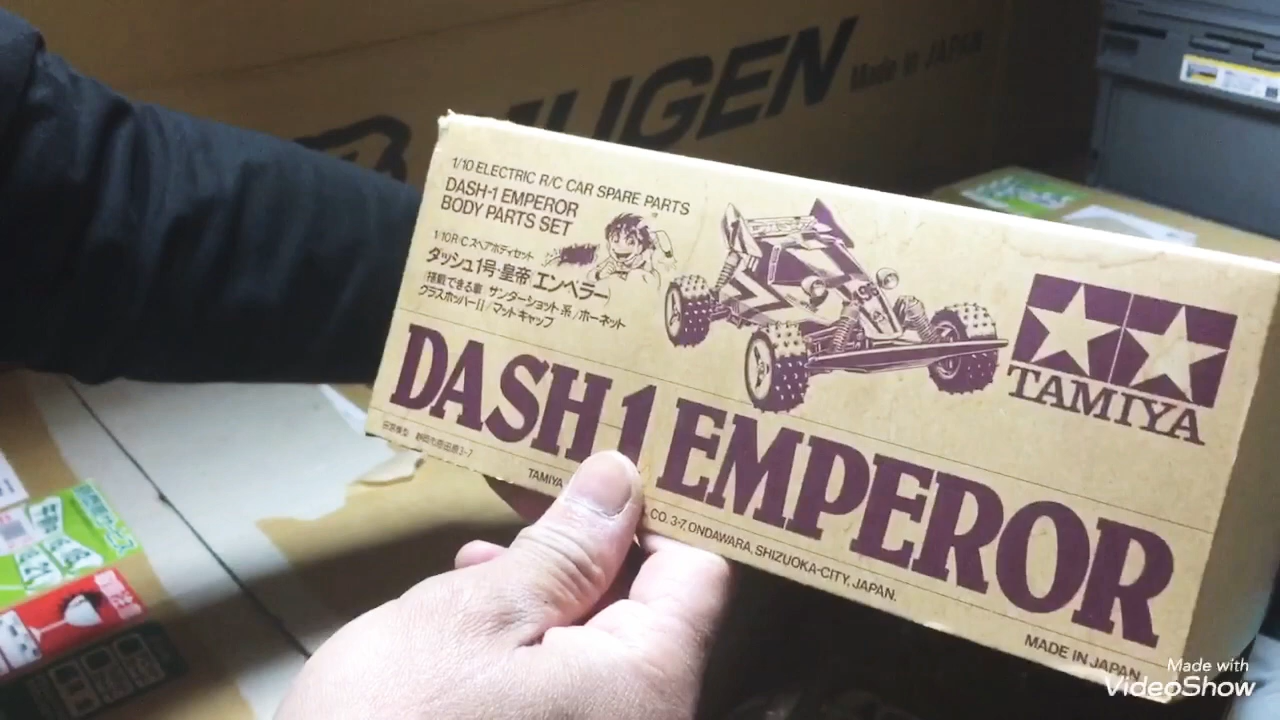 UGEN
Made in JAPAN
1/10 ELECTRIC R/C CAR SPARE PARTS
DASH-1 EMPEROR
BODY PARTS SET
1/10R/C スペアボディセット
ダッシュ1号・皇帝(エンペラー)
(搭載できる車 サンダーショット系/ホーネット
グラスホッパーII/マットキャップ
TAMIYA
DASH 1 EMPEROR
3-7
TAMIYA
CO. 3-7, ONDAWARA, SHIZUOKA-CITY, JAPAN.
MADE IN JAPAN
Made with
VideoShow